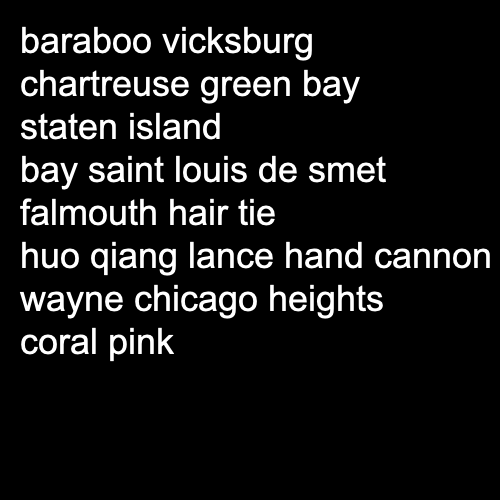 baraboo vicksburg
chartreuse green bay
staten island
bay saint louis de smet
falmouth hair tie
huo qiang lance hand cannon
wayne chicago heights
coral pink